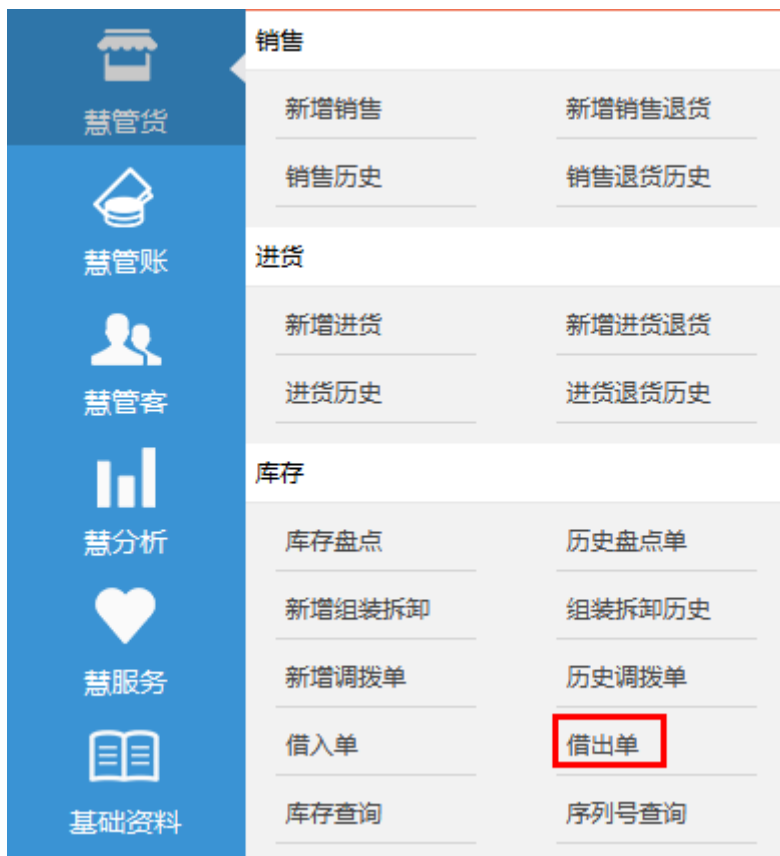 慧管货
慧管账
慧管客
慧分析
慧服务
基础资料
销售
新增销售 新增销售退货
销售历史 销售退货历史
进货
新增进货 新增进货退货
进货历史 进货退货历史
库存
库存盘点 历史盘点单
新增组装拆卸 组装拆卸历史
新增调拨单 历史调拨单
借入单 借出单
库存查询 序列号查询